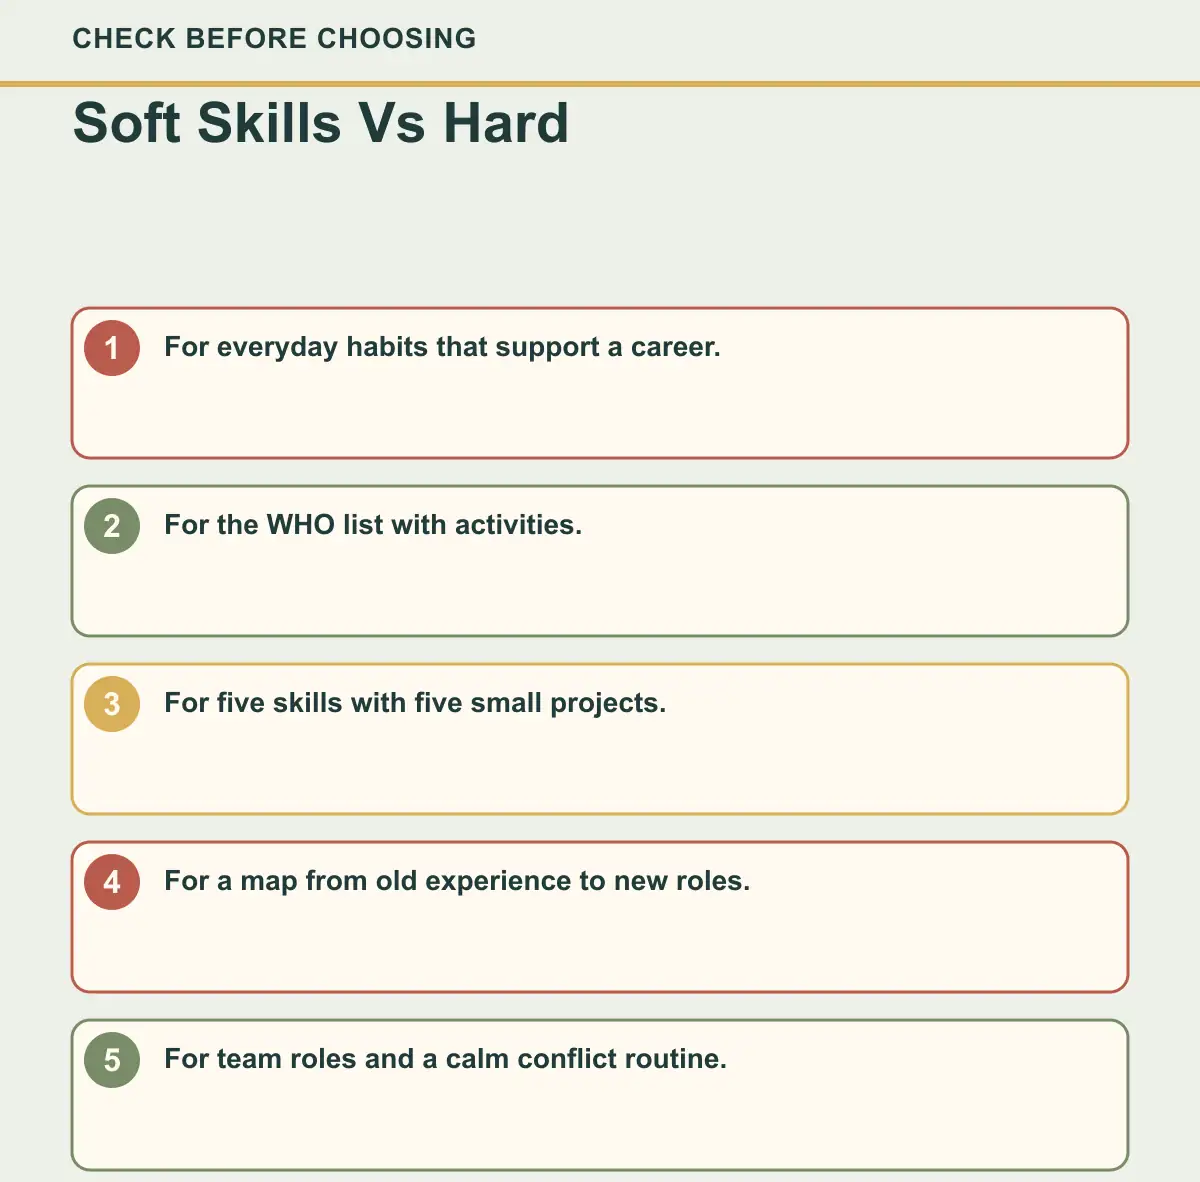 CHECK BEFORE CHOOSING
Soft Skills Vs Hard
1 For everyday habits that support a career.
2 For the WHO list with activities.
3 For five skills with five small projects.
4 For a map from old experience to new roles.
5 For team roles and a calm conflict routine.